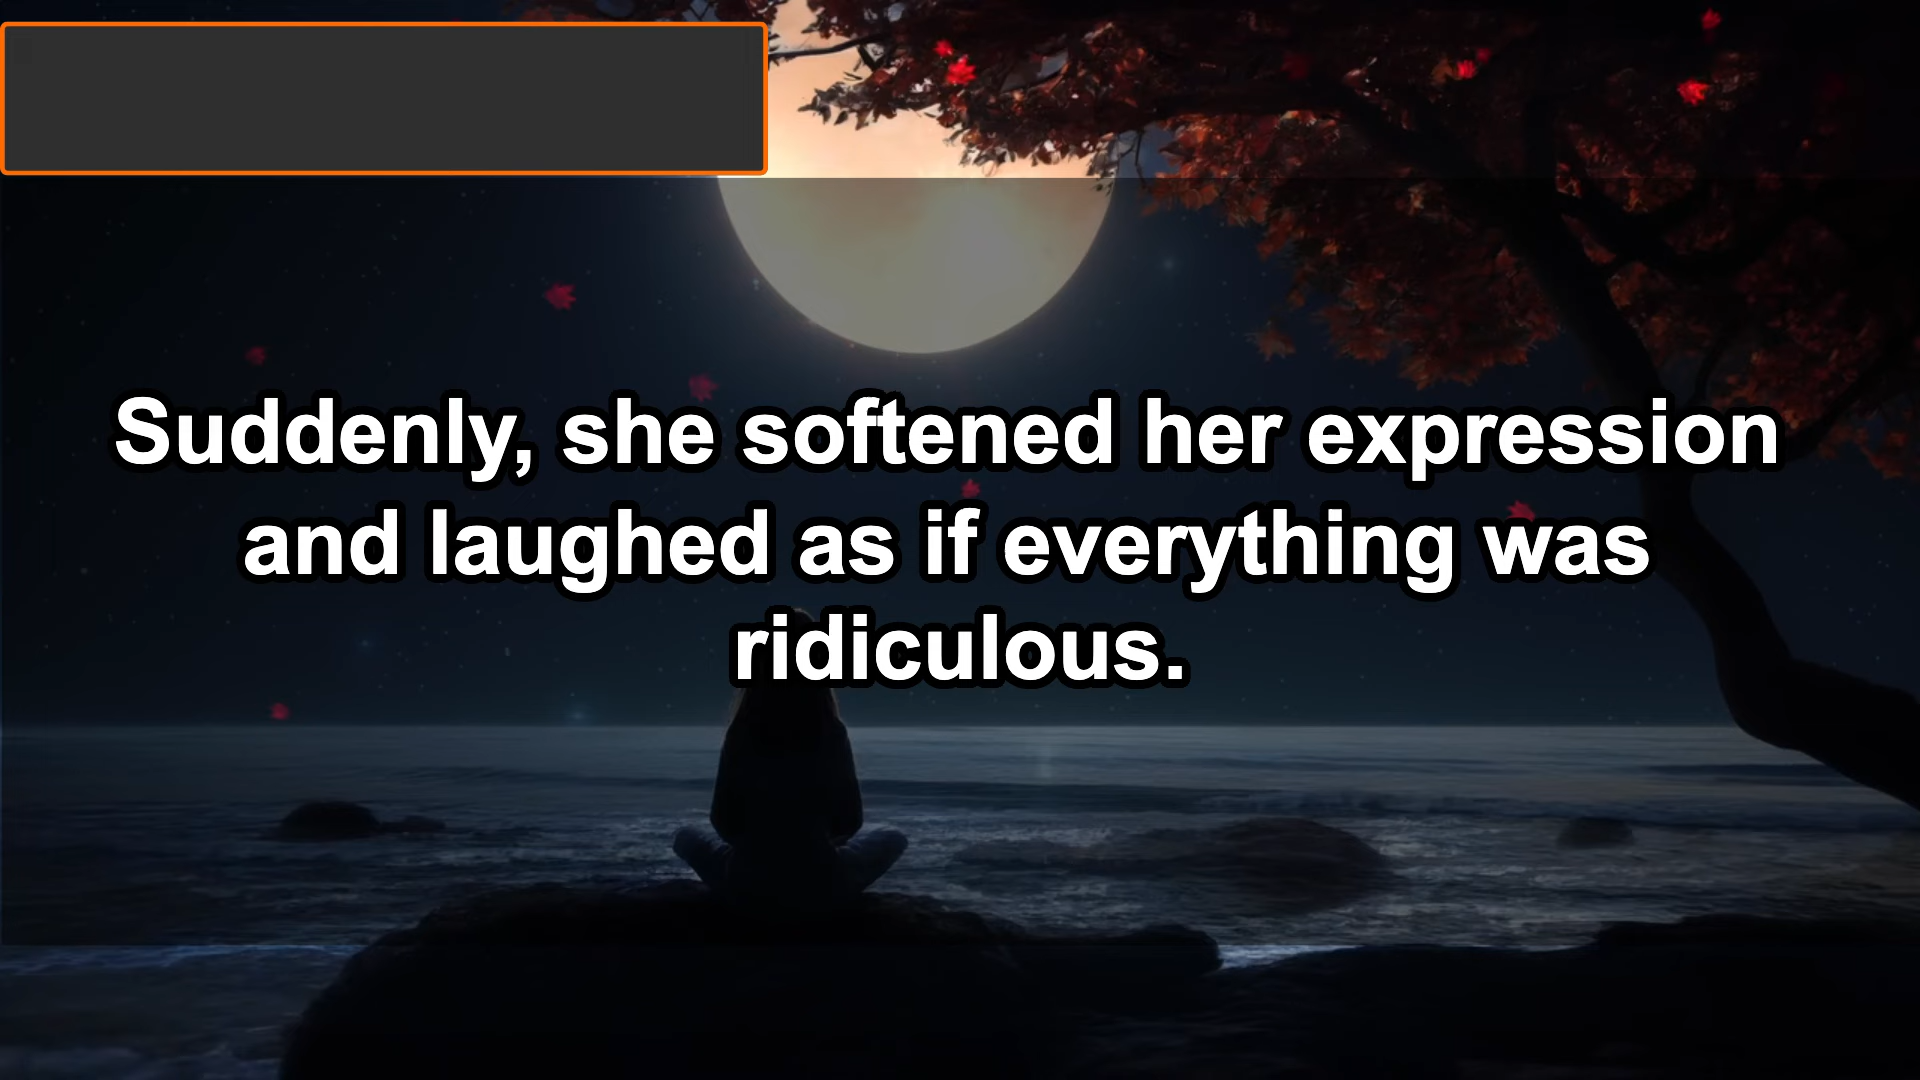 Suddenly, she softened her expression
and laughed as if everything was
ridiculous.